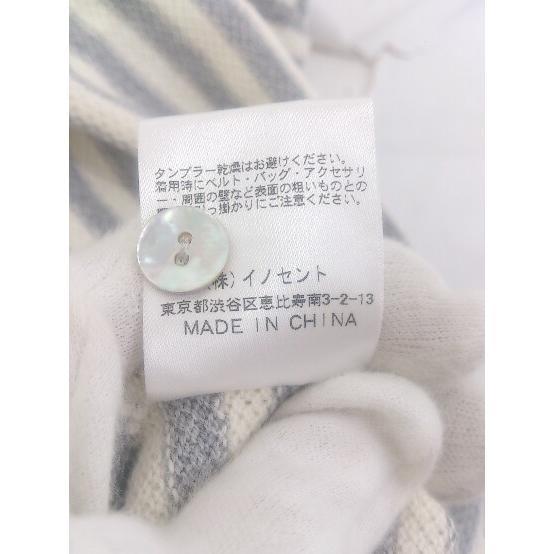 タンブラー乾燥はお避けください。
着用時にベルト・バッグ・アクセサリ
ー・周囲の壁など表面の粗いものとの
っ掛かりにご注意ください。
(株)イノセント
東京都渋谷区恵比寿南3-2-13
MADE IN CHINA